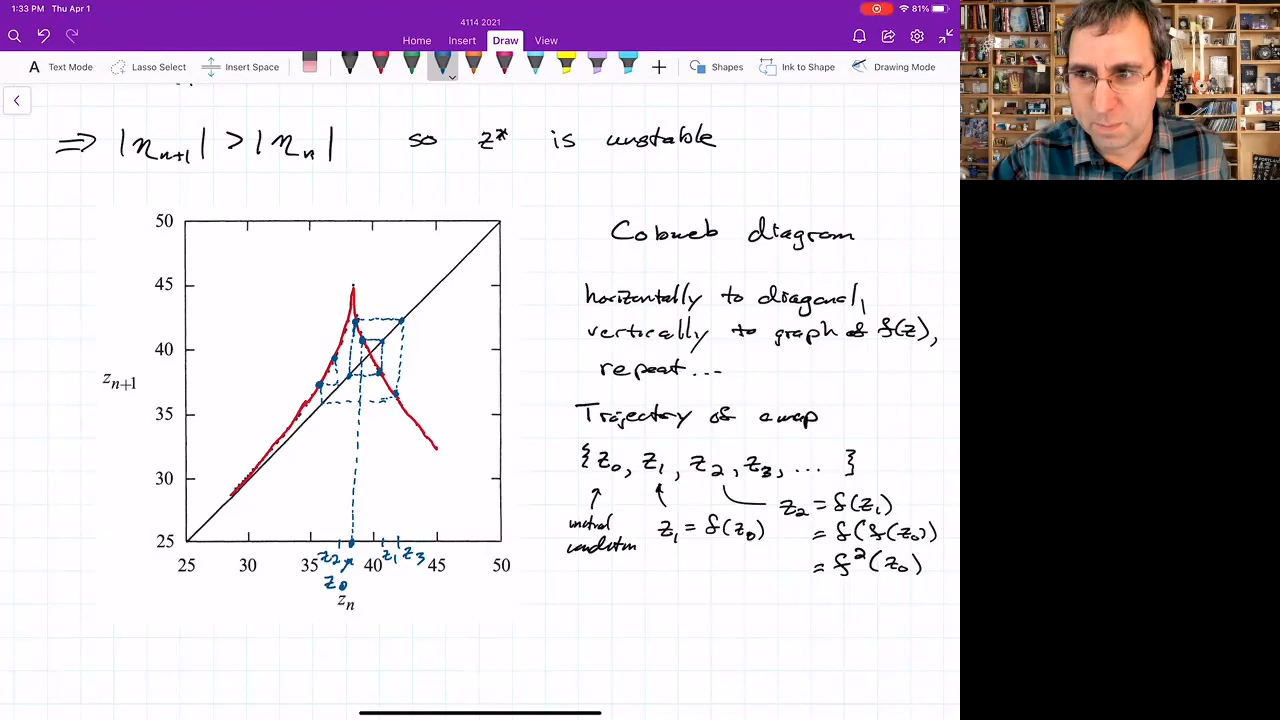 1:33 PM Thu Apr 1
81%
4114 2021
Home Insert Draw View
A Text Mode Lasso Select Insert Space Shapes Ink to Shape Drawing Mode
⇒ |η_{n+1}| > |η_n| so z* is unstable
Cobweb diagram
horizontally to diagonal,
vertically to graph of f(z),
repeat...
Trajectory of a map
{z_0, z_1, z_2, z_3, ... }
initial condition
z_1 = f(z_0)
z_2 = f(z_1)
= f(f(z_0))
= f^2(z_0)
50
45
40
35
30
25
z_{n+1}
25 30 35 40 45 50
z_2 z_1 z_3
z_0
z_n